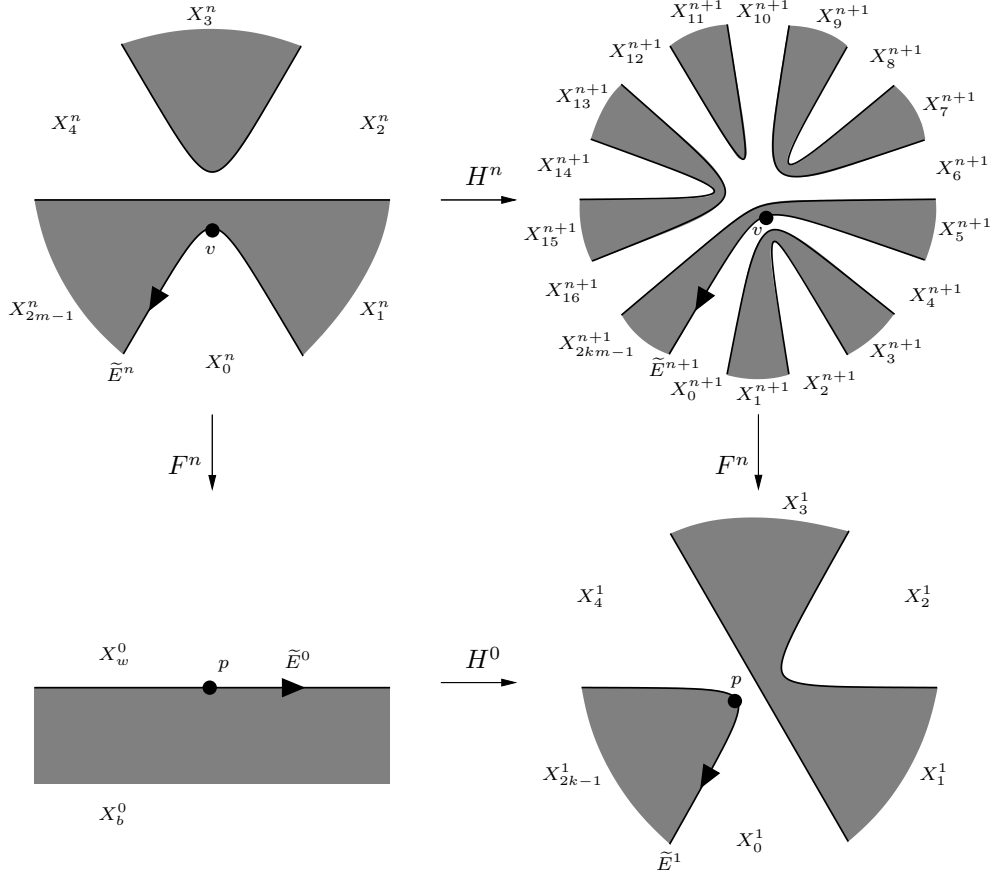 X_3^n
X_4^n
X_2^n
v
X_{2m-1}^n
X_1^n
\widetilde{E}^n
X_0^n
H^n
X_{11}^{n+1}
X_{10}^{n+1}
X_9^{n+1}
X_{12}^{n+1}
X_8^{n+1}
X_{13}^{n+1}
X_7^{n+1}
X_{14}^{n+1}
X_6^{n+1}
X_{15}^{n+1}
v
X_5^{n+1}
X_{16}^{n+1}
X_4^{n+1}
X_{2km-1}^{n+1}
X_3^{n+1}
\widetilde{E}^{n+1}
X_0^{n+1}
X_1^{n+1}
X_2^{n+1}
F^n
F^n
X_w^0
p
\widetilde{E}^0
X_b^0
H^0
X_3^1
X_4^1
X_2^1
p
X_{2k-1}^1
X_1^1
\widetilde{E}^1
X_0^1